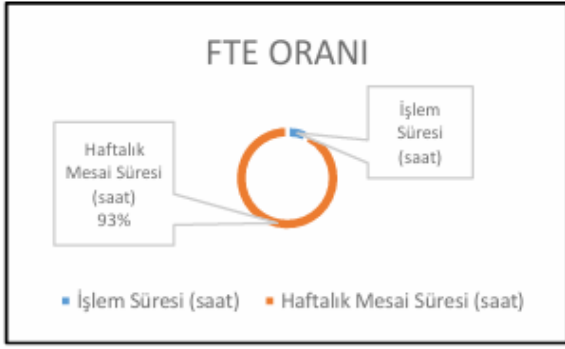 FTE ORANI
İşlem
Süresi
(saat)
Haftalık
Mesai Süresi
(saat)
93%
İşlem Süresi (saat)
Haftalık Mesai Süresi (saat)